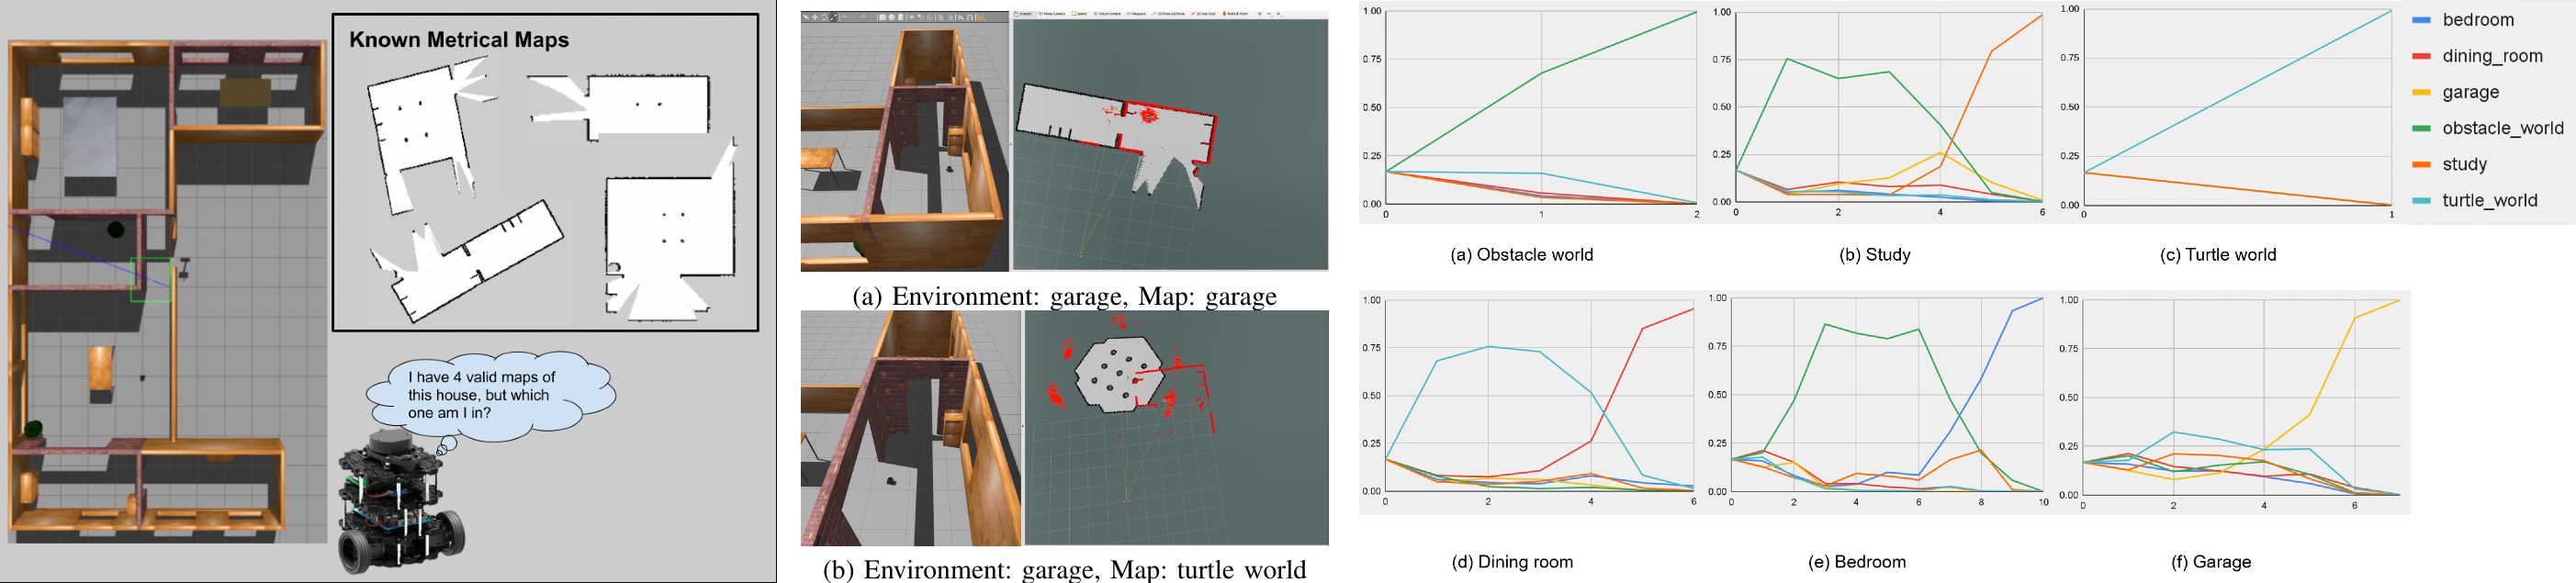 Known Metrical Maps
I have 4 valid maps of
this house, but which
one am I in?
(a) Environment: garage, Map: garage
(b) Environment: garage, Map: turtle world
1.00
0.75
0.50
0.25
0.00
0
1
2
(a) Obstacle world
1.00
0.75
0.50
0.25
0.00
0
2
4
6
(b) Study
1.00
0.75
0.50
0.25
0.00
0
1
(c) Turtle world
bedroom
dining_room
garage
obstacle_world
study
turtle_world
1.00
0.75
0.50
0.25
0.00
0
2
4
6
(d) Dining room
1.00
0.75
0.50
0.25
0.00
0
2
4
6
8
10
(e) Bedroom
1.00
0.75
0.50
0.25
0.00
0
2
4
6
(f) Garage